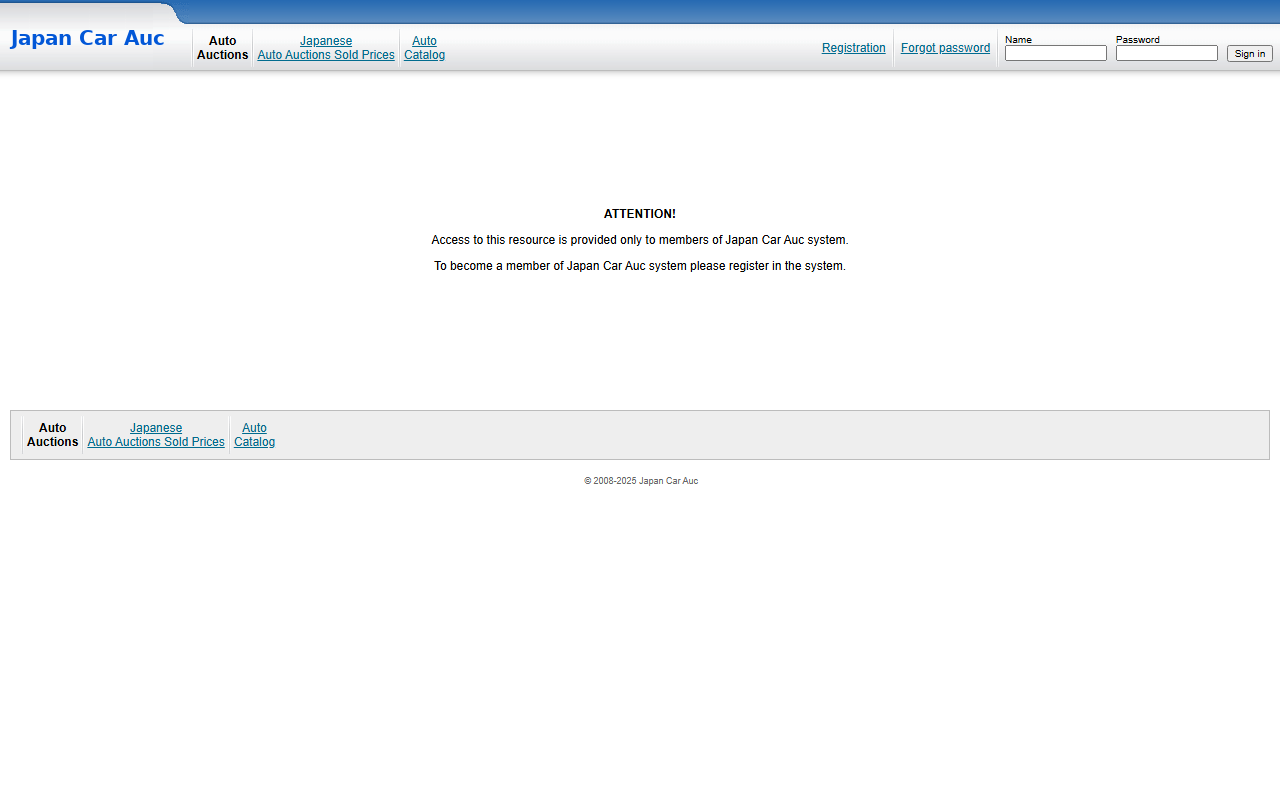 Japan Car Auc
Auto
Auctions
Japanese
Auto Auctions Sold Prices
Auto
Catalog
Registration
Forgot password
Name
Password
Sign in
ATTENTION!
Access to this resource is provided only to members of Japan Car Auc system.
To become a member of Japan Car Auc system please register in the system.
Auto
Auctions
Japanese
Auto Auctions Sold Prices
Auto
Catalog
© 2008-2025 Japan Car Auc